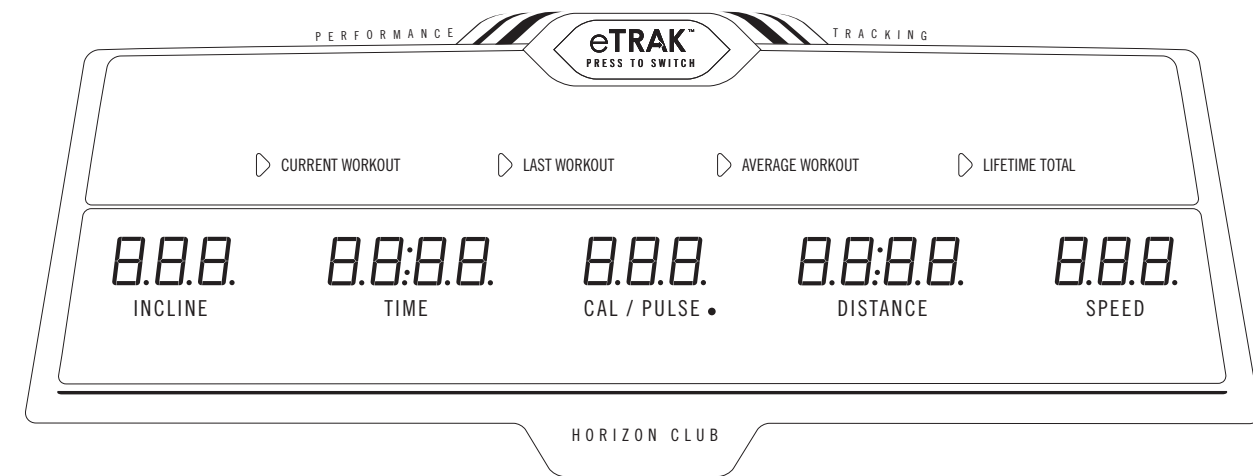 PERFORMANCE
eTRAK™
TRACKING
PRESS TO SWITCH
CURRENT WORKOUT
LAST WORKOUT
AVERAGE WORKOUT
LIFETIME TOTAL
8.8.8.
8.8:8.8.
8.8.8.
8.8:8.8.
8.8.8.
INCLINE
TIME
CAL / PULSE •
DISTANCE
SPEED
HORIZON CLUB